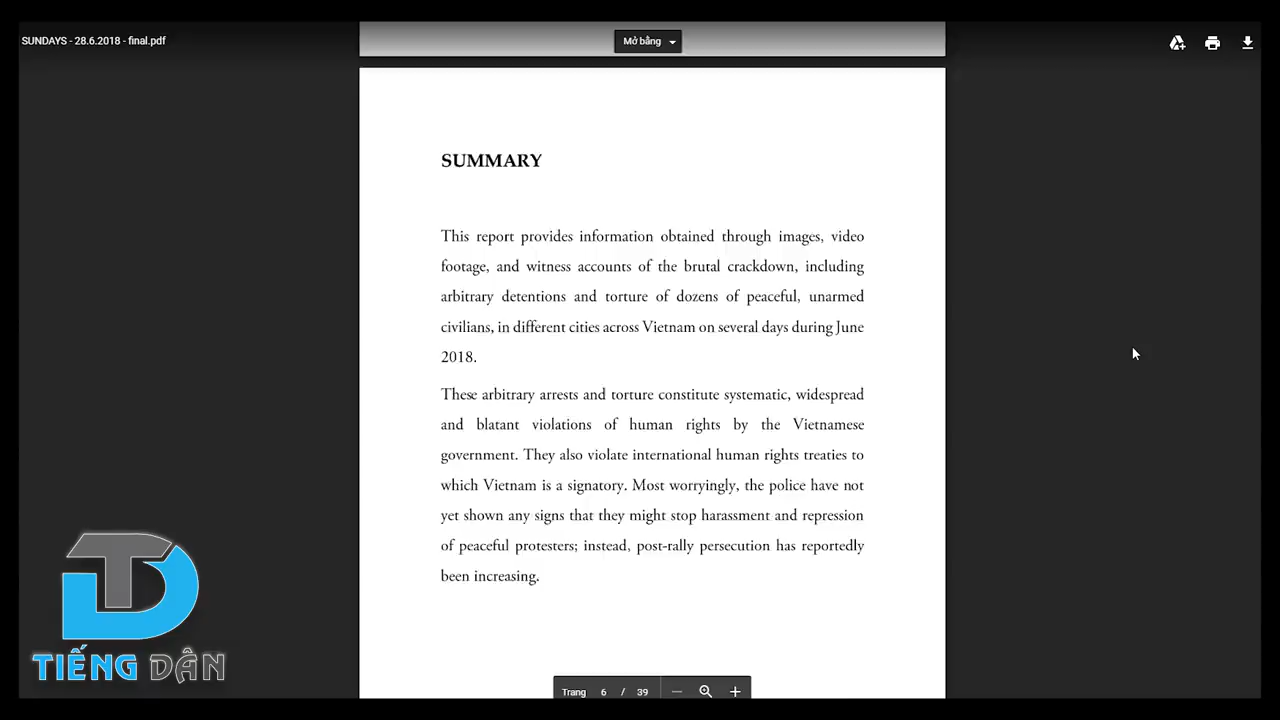 SUNDAYS - 28.6.2018 - final.pdf
Mở bằng
SUMMARY
This report provides information obtained through images, video
footage, and witness accounts of the brutal crackdown, including
arbitrary detentions and torture of dozens of peaceful, unarmed
civilians, in different cities across Vietnam on several days during June
2018.
These arbitrary arrests and torture constitute systematic, widespread
and blatant violations of human rights by the Vietnamese
government. They also violate international human rights treaties to
which Vietnam is a signatory. Most worryingly, the police have not
yet shown any signs that they might stop harassment and repression
of peaceful protesters; instead, post-rally persecution has reportedly
been increasing.
TD
TIẾNG DÂN
Trang 6 / 39